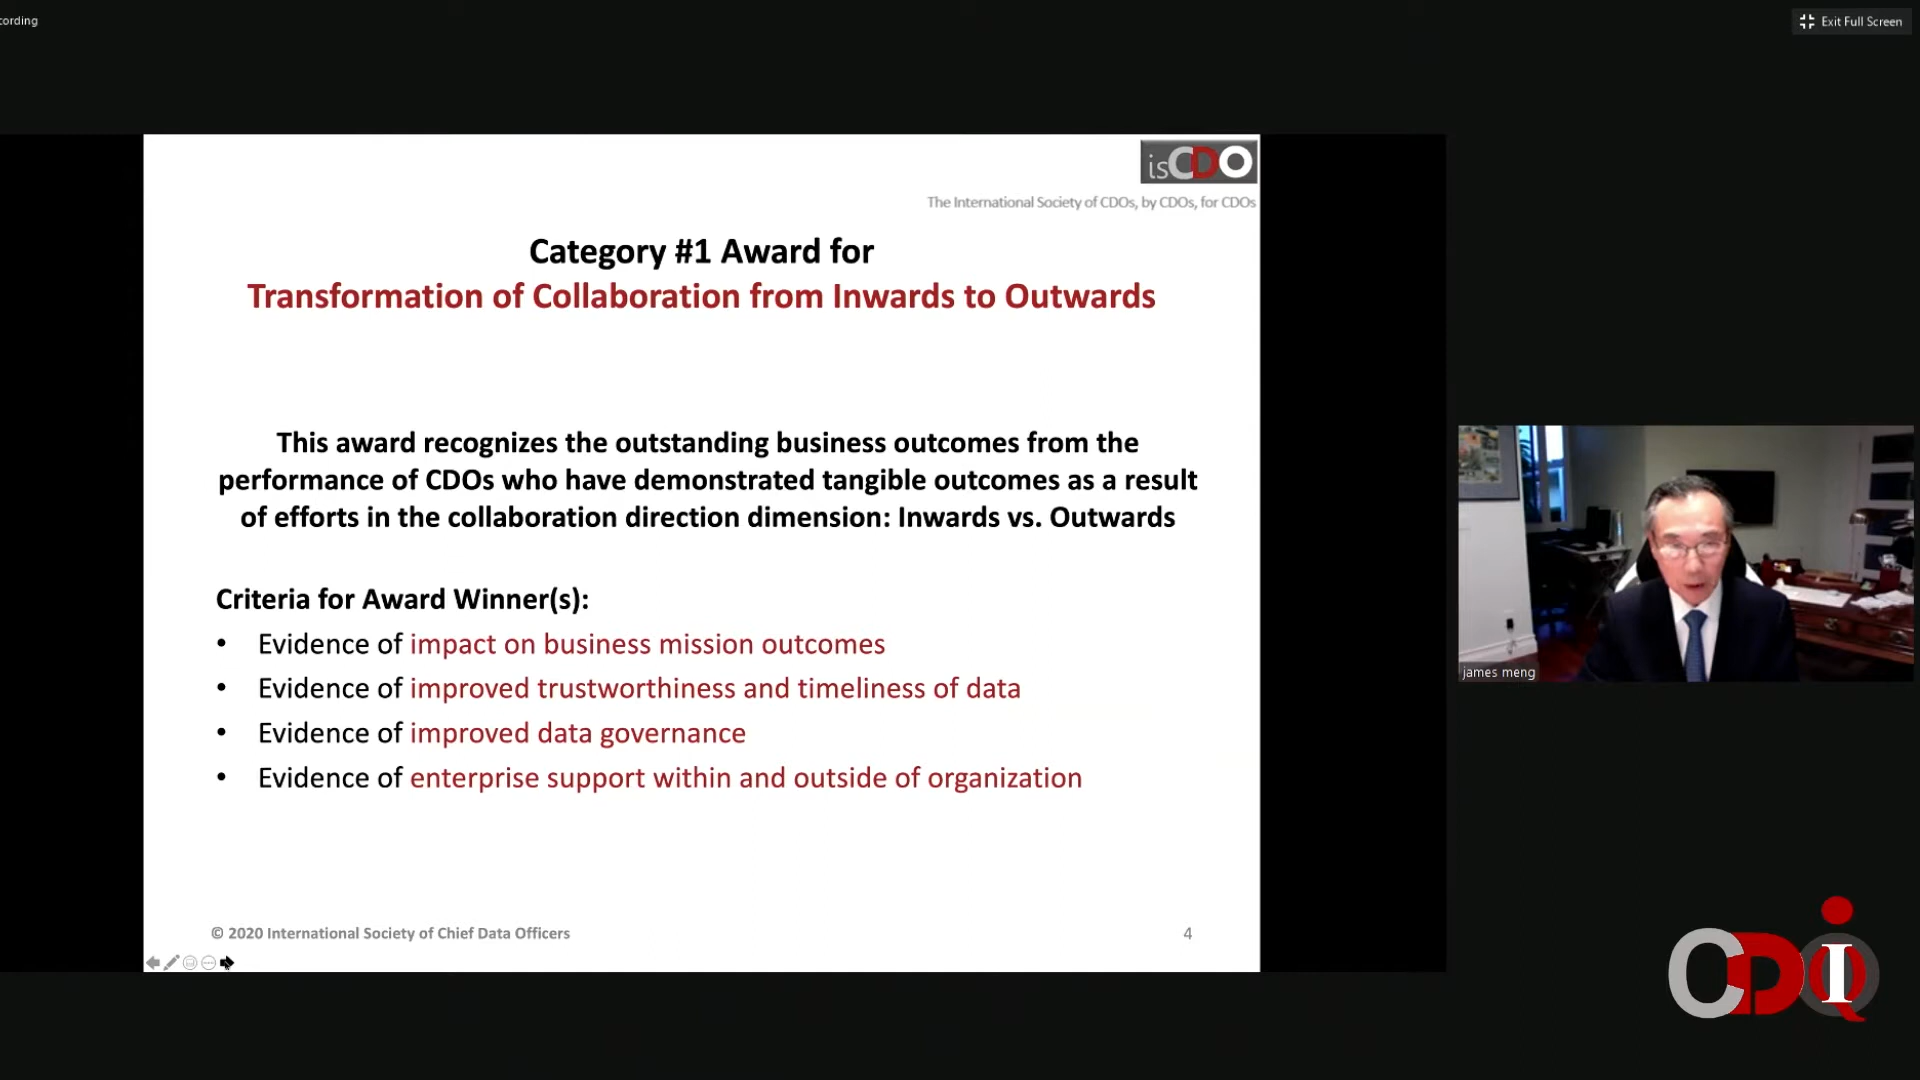 cording
Exit Full Screen
isCDO
The International Society of CDOs, by CDOs, for CDOs
Category #1 Award for
Transformation of Collaboration from Inwards to Outwards
This award recognizes the outstanding business outcomes from the
performance of CDOs who have demonstrated tangible outcomes as a result
of efforts in the collaboration direction dimension: Inwards vs. Outwards
Criteria for Award Winner(s):
• Evidence of impact on business mission outcomes
• Evidence of improved trustworthiness and timeliness of data
• Evidence of improved data governance
• Evidence of enterprise support within and outside of organization
© 2020 International Society of Chief Data Officers
4
james meng
CDIQ